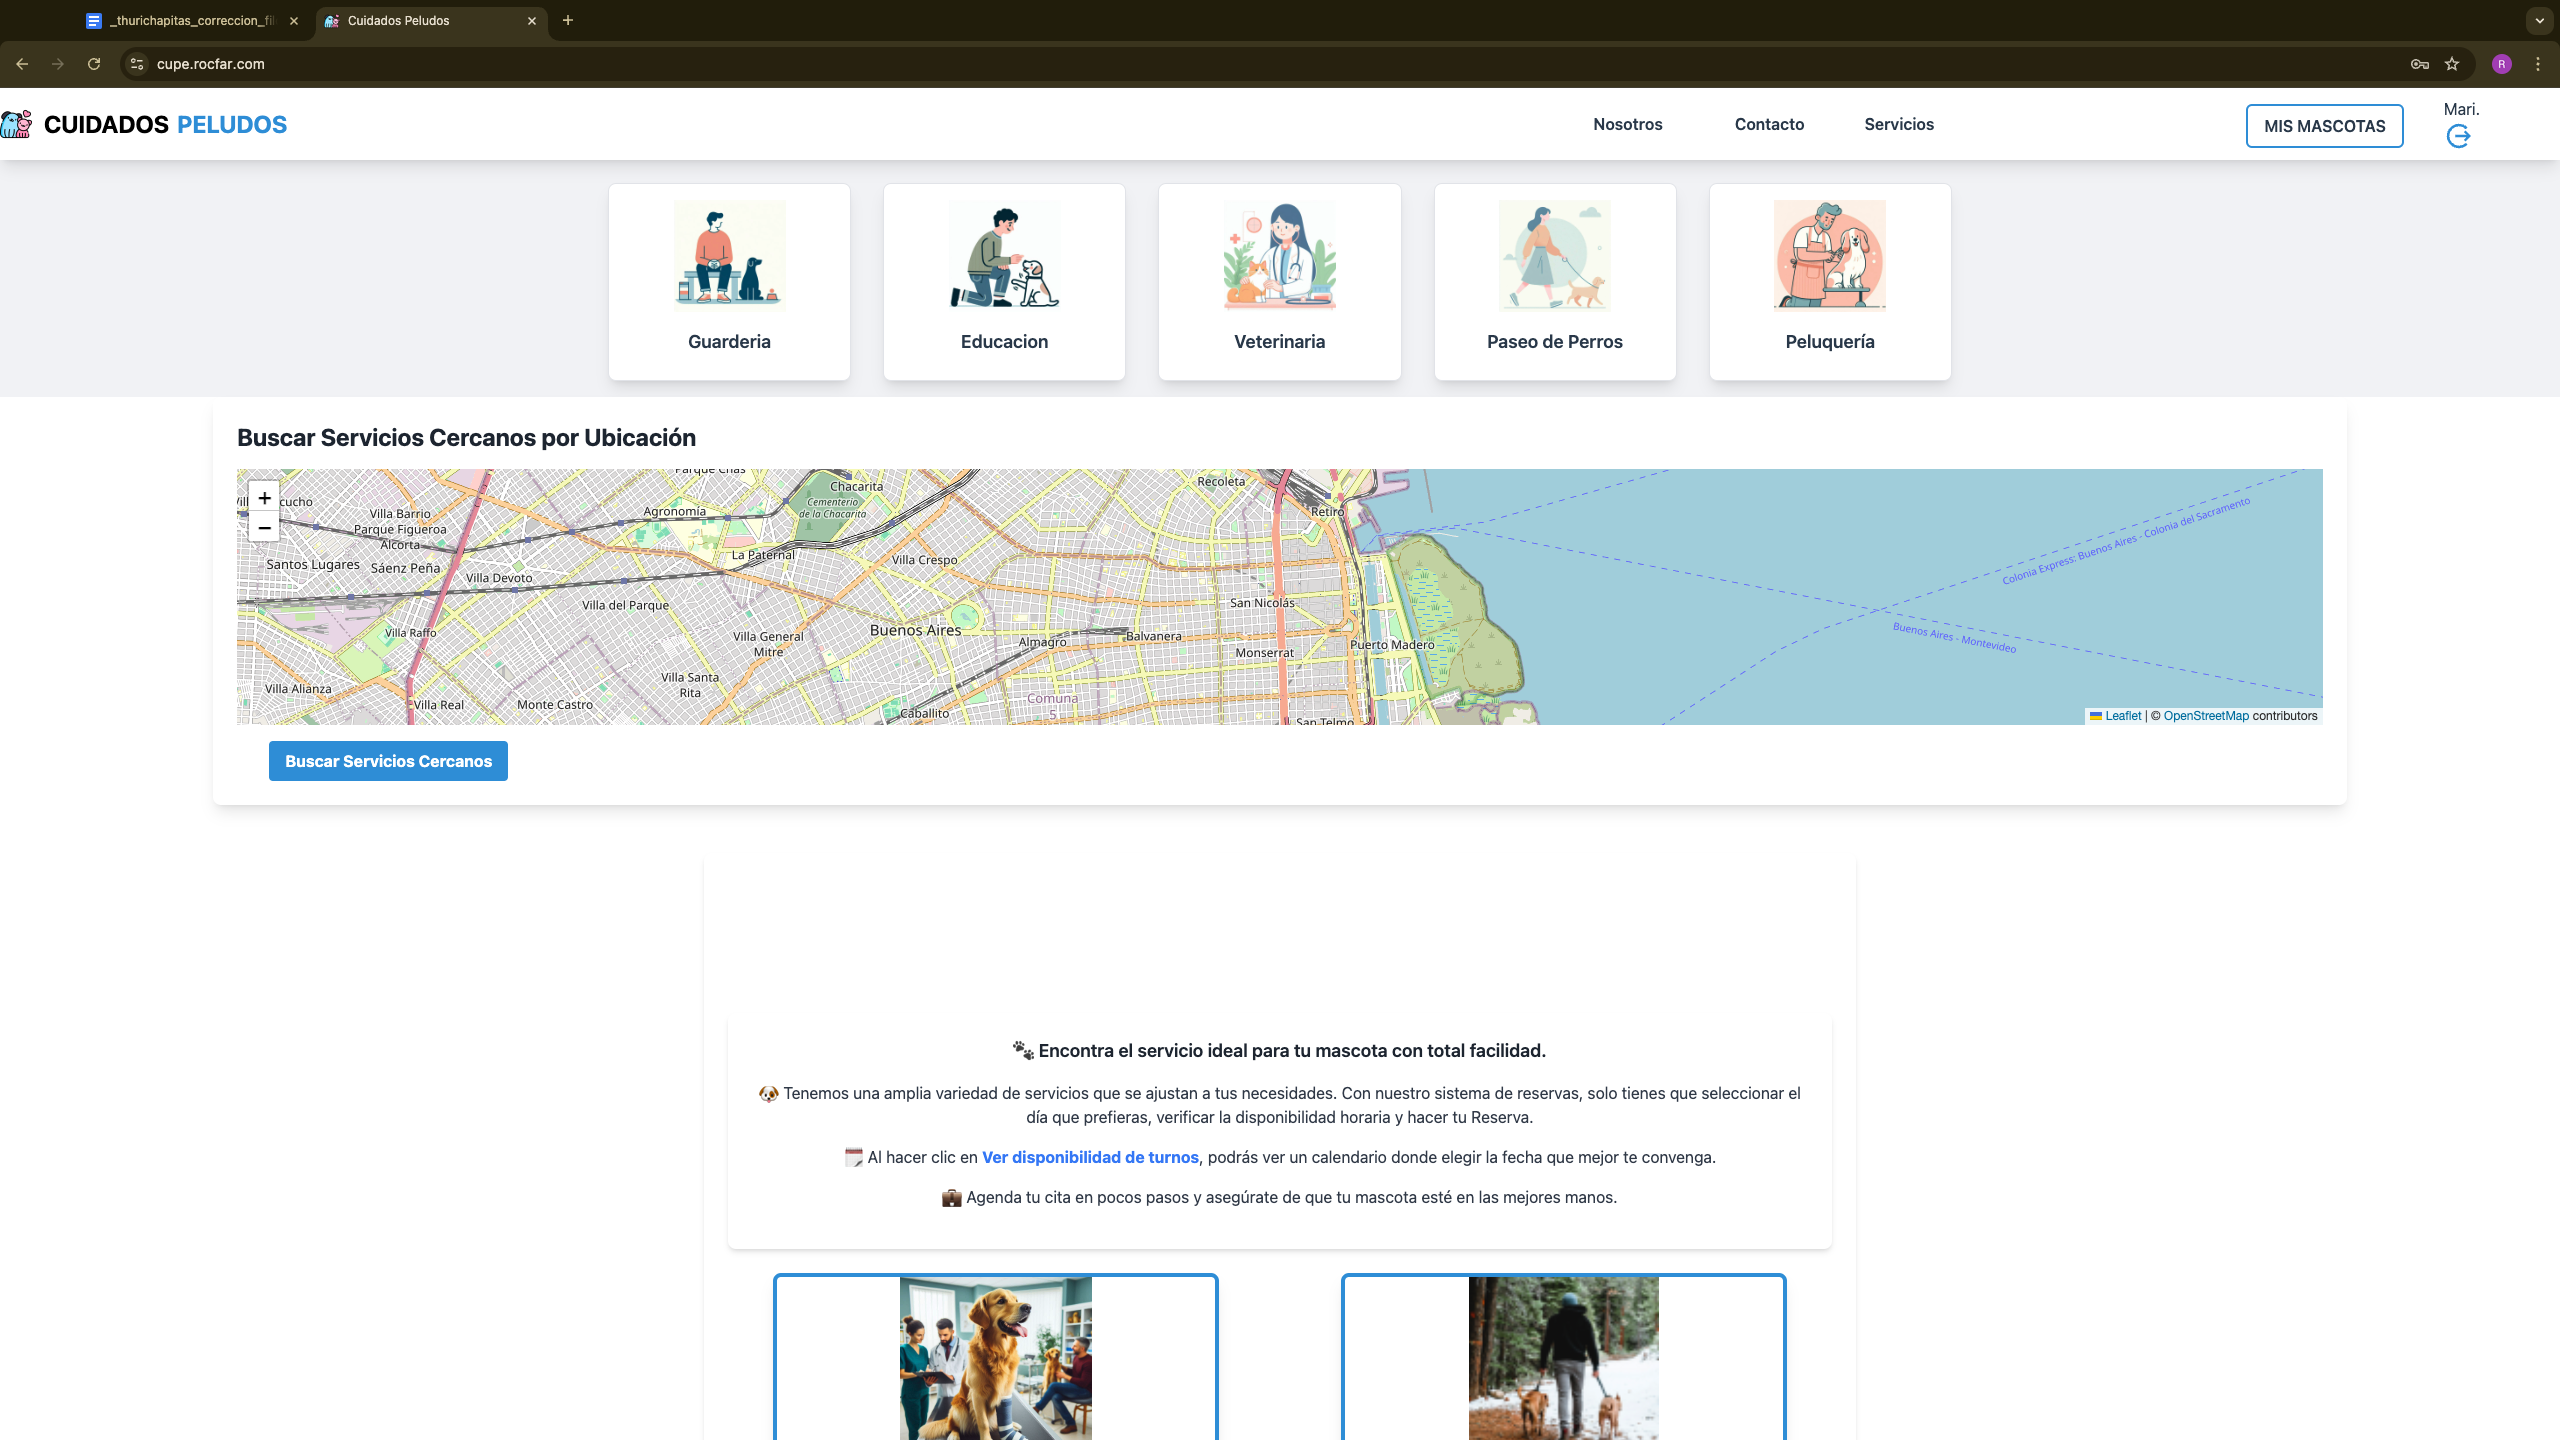 _thurichapitas_correccion_fi
Cuidados Peludos
cupe.rocfar.com
R
CUIDADOS PELUDOS
Nosotros
Contacto
Servicios
MIS MASCOTAS
Mari.
Guarderia
Educacion
Veterinaria
Paseo de Perros
Peluquería
Buscar Servicios Cercanos por Ubicación
+
−
Parque Chas
Chacarita
Cementerio
de la Chacarita
Recoleta
Retiro
Agronomía
Villa Barrio
Parque Figueroa
Alcorta
Santos Lugares
Sáenz Peña
Villa Devoto
La Paternal
Villa Crespo
Villa del Parque
San Nicolás
Villa Raffo
Villa General
Mitre
Buenos Aires
Almagro
Balvanera
Monserrat
Puerto Madero
Villa Alianza
Villa Real
Monte Castro
Villa Santa
Rita
Caballito
Comuna
5
San Telmo
Colonia Express: Buenos Aires - Colonia del Sacramento
Buenos Aires - Montevideo
Leaflet | © OpenStreetMap contributors
Buscar Servicios Cercanos
🐾 Encontra el servicio ideal para tu mascota con total facilidad.
🐶 Tenemos una amplia variedad de servicios que se ajustan a tus necesidades. Con nuestro sistema de reservas, solo tienes que seleccionar el
día que prefieras, verificar la disponibilidad horaria y hacer tu Reserva.
Al hacer clic en Ver disponibilidad de turnos, podrás ver un calendario donde elegir la fecha que mejor te convenga.
💼 Agenda tu cita en pocos pasos y asegúrate de que tu mascota esté en las mejores manos.